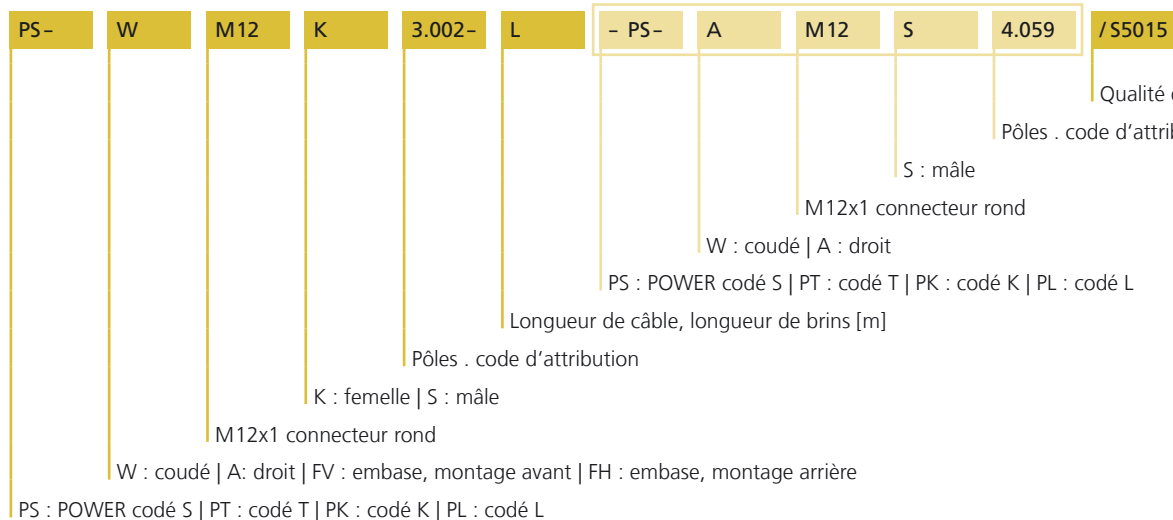 PS– W M12 K 3.002– L – PS– A M12 S 4.059 / S5015
Qualité
Pôles . code d’
S : mâle
M12x1 connecteur rond
W : coudé | A : droit
PS : POWER codé S | PT : codé T | PK : codé K | PL : codé L
Longueur de câble, longueur de brins [m]
Pôles . code d’attribution
K : femelle | S : mâle
M12x1 connecteur rond
W : coudé | A: droit | FV : embase, montage avant | FH : embase, montage arrière
PS : POWER codé S | PT : codé T | PK : codé K | PL : codé L